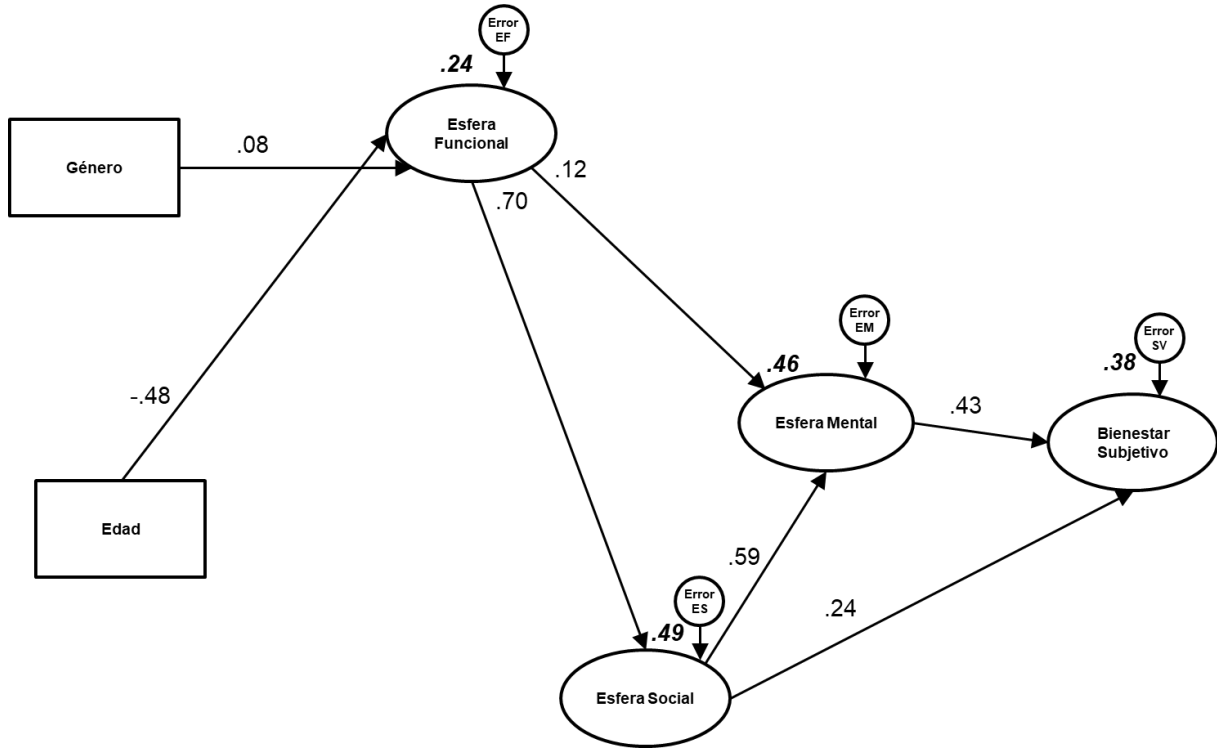 Error
EF
.24
Esfera
Funcional
Género
.08
.12
.70
-.48
Error
EM
Error
SV
.46
.38
Esfera Mental
.43
Bienestar
Subjetivo
Edad
.59
Error
ES
.24
.49
Esfera Social